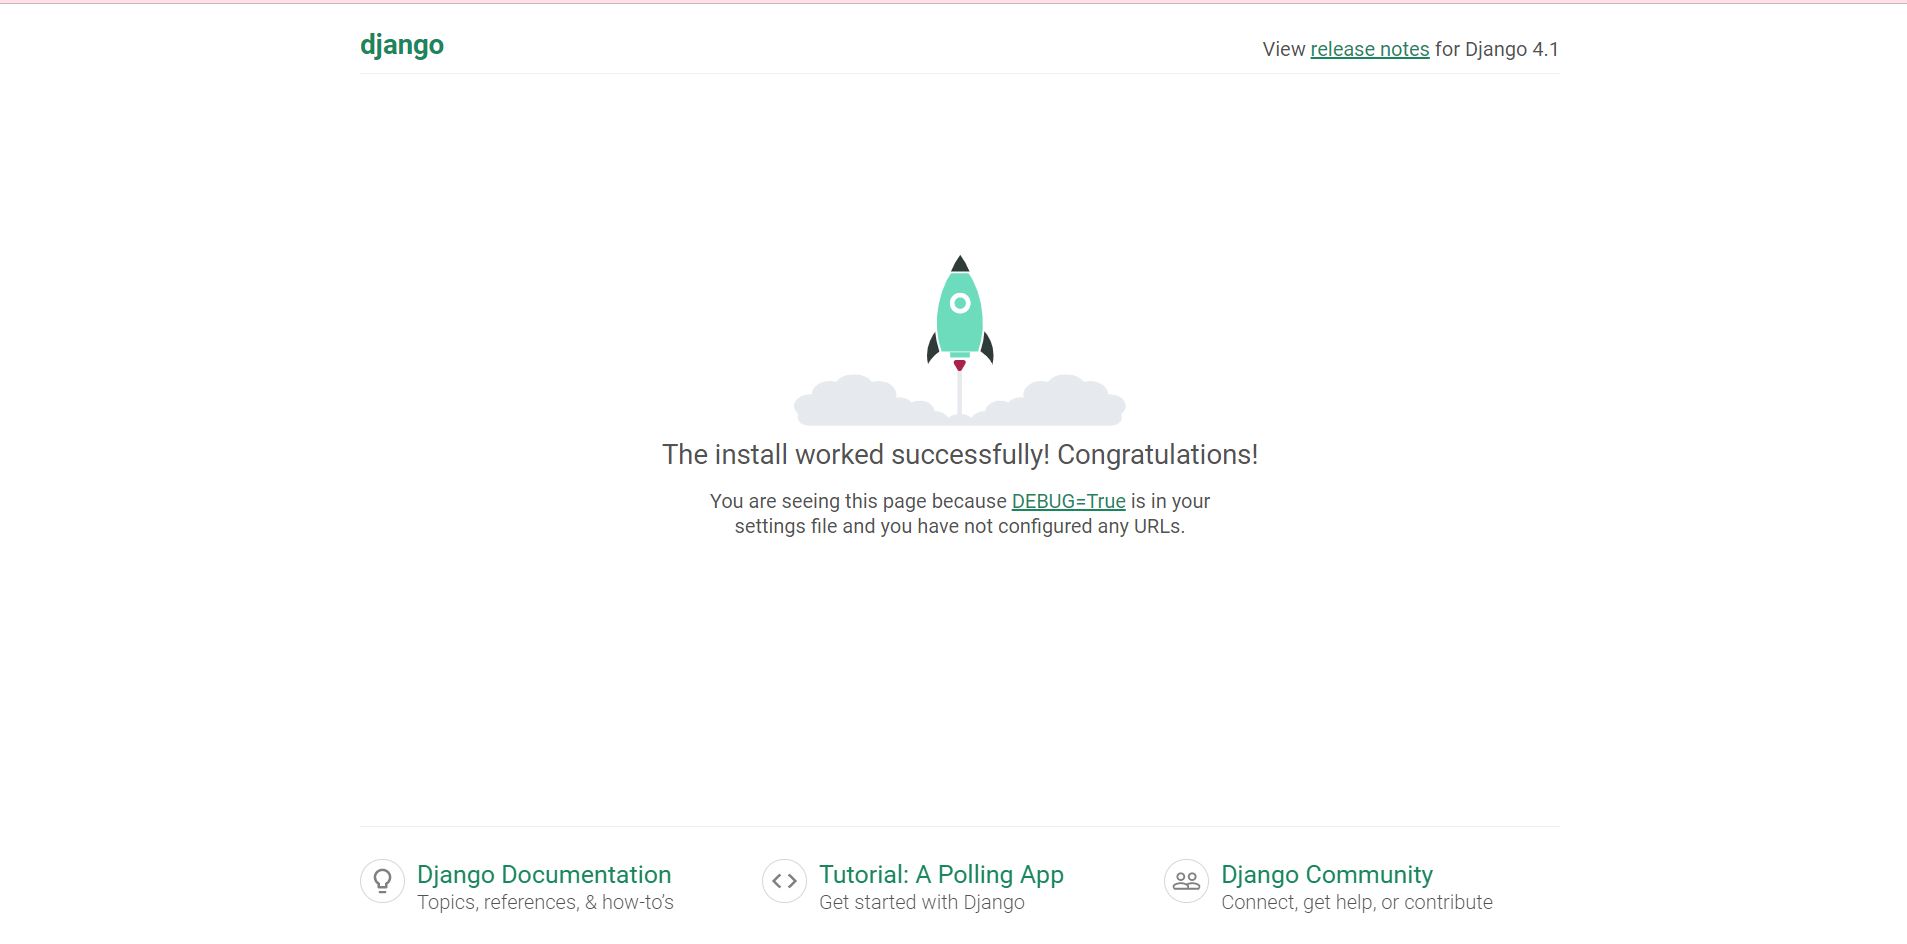 django
View release notes for Django 4.1
The install worked successfully! Congratulations!
You are seeing this page because DEBUG=True is in your
settings file and you have not configured any URLs.
Django Documentation
Topics, references, & how-to’s
Tutorial: A Polling App
Get started with Django
Django Community
Connect, get help, or contribute